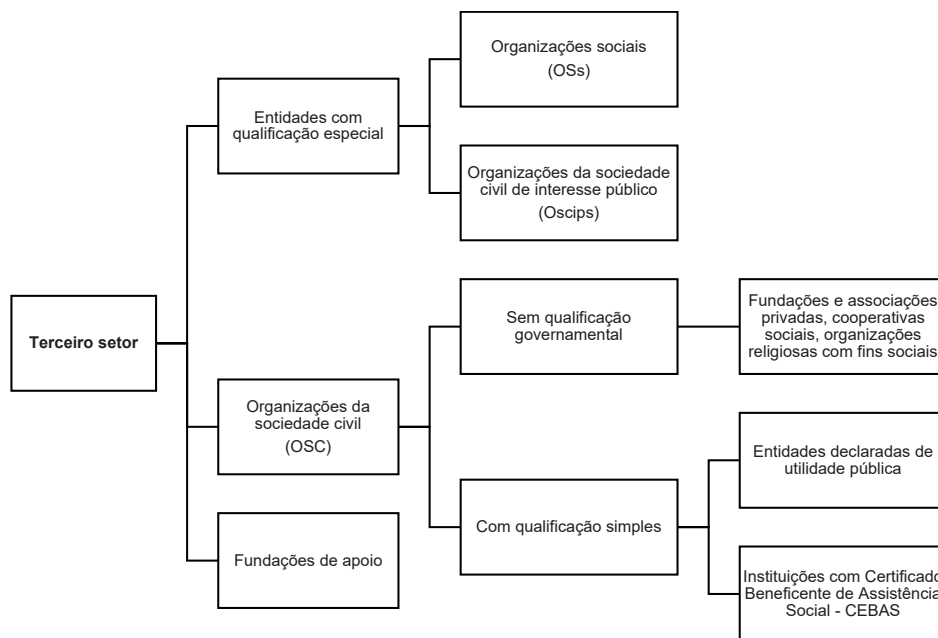 Terceiro setor
Entidades com
qualificação especial
Organizações sociais
(OSs)
Organizações da sociedade
civil de interesse público
(Oscips)
Organizações da
sociedade civil
(OSC)
Sem qualificação
governamental
Fundações e associações
privadas, cooperativas
sociais, organizações
religiosas com fins sociais
Com qualificação simples
Entidades declaradas de
utilidade pública
Instituições com Certificado
Beneficente de Assistência
Social - CEBAS
Fundações de apoio